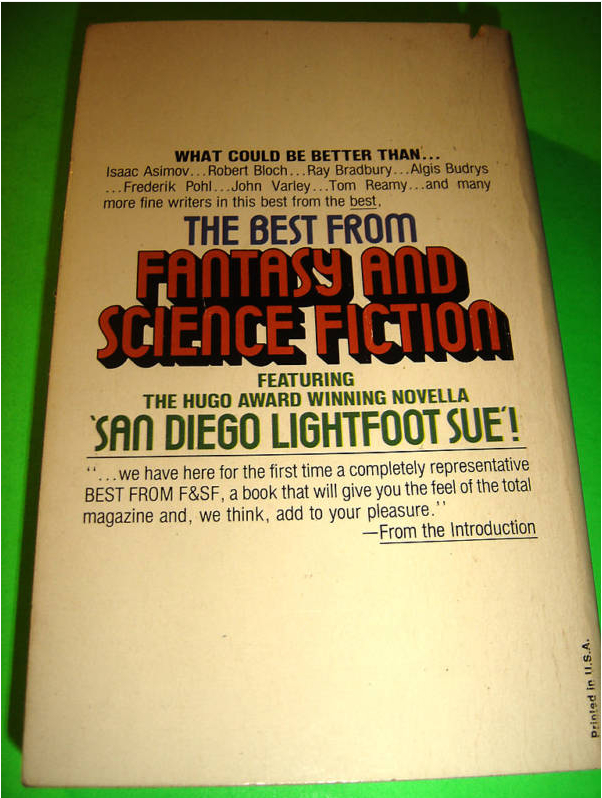 WHAT COULD BE BETTER THAN...
Isaac Asimov...Robert Bloch...Ray Bradbury...Algis Budrys
...Frederik Pohl...John Varley...Tom Reamy...and many
more fine writers in this best from the best,
THE BEST FROM
FANTASY AND
SCIENCE FICTION
FEATURING
THE HUGO AWARD WINNING NOVELLA
'SAN DIEGO LIGHTFOOT SUE'!
"...we have here for the first time a completely representative
BEST FROM F&SF, a book that will give you the feel of the total
magazine and, we think, add to your pleasure."
—From the Introduction
Printed in U.S.A.